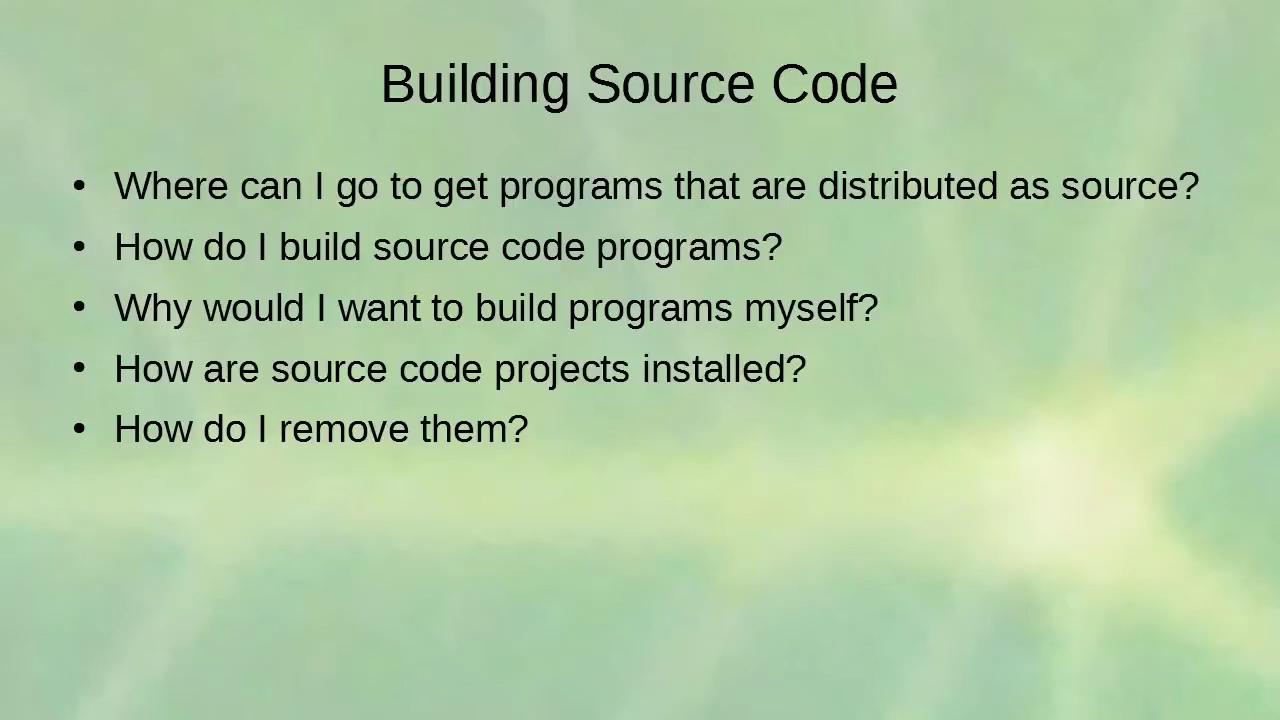 Building Source Code
• Where can I go to get programs that are distributed as source?
• How do I build source code programs?
• Why would I want to build programs myself?
• How are source code projects installed?
• How do I remove them?